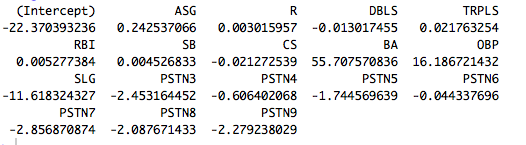 (Intercept) ASG R DBLS TRPLS
-22.370393236 0.242537066 0.003015957 -0.013017455 0.021763254
RBI SB CS BA OBP
0.005277384 0.004526833 -0.021272539 55.707570836 16.186721432
SLG PSTN3 PSTN4 PSTN5 PSTN6
-11.618324327 -2.453164452 -0.606402068 -1.744569639 -0.044337696
PSTN7 PSTN8 PSTN9
-2.856870874 -2.087671433 -2.279238029